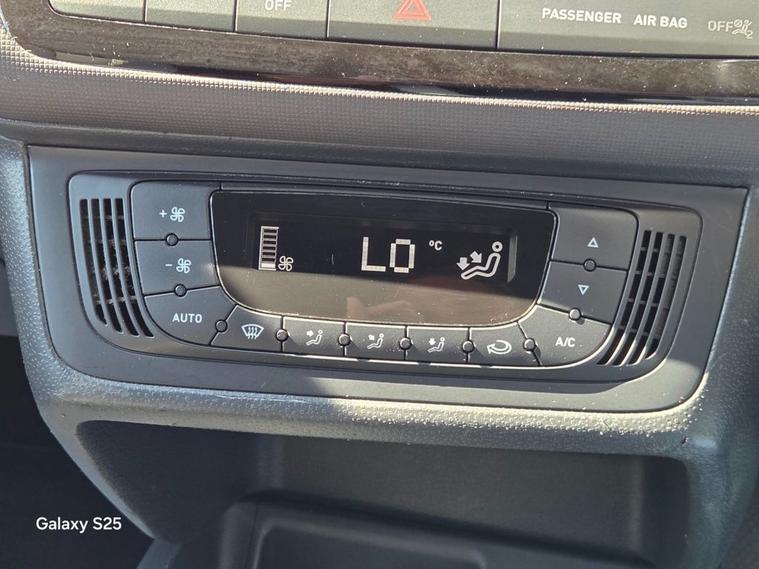 OFF
PASSENGER AIR BAG OFF
LO °C
AUTO
A/C
Galaxy S25